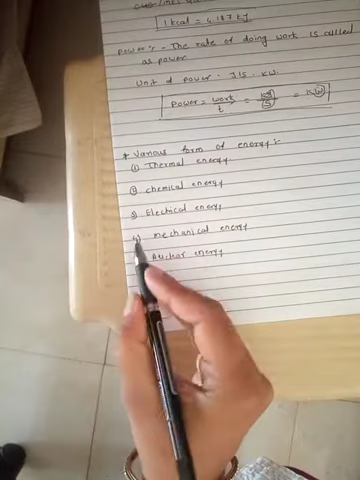 1 kcal = 4.187 kJ
Power :- The rate of doing work is called
as power
Unit of power - J/S. KW.
Power = work/t = KJ/S = KW
* Various form of energy :-
① Thermal energy
② chemical energy
③ Electrical energy
④ mechanical energy
energy